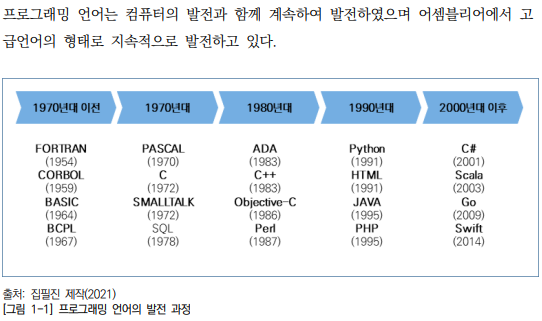 프로그래밍 언어는 컴퓨터의 발전과 함께 계속하여 발전하였으며 어셈블리어에서 고
급언어의 형태로 지속적으로 발전하고 있다.
1970년대 이전 1970년대 1980년대 1990년대 2000년대 이후
FORTRAN PASCAL ADA Python C#
(1954) (1970) (1983) (1991) (2001)
CORBOL C C++ HTML Scala
(1959) (1972) (1983) (1991) (2003)
BASIC SMALLTALK Objective-C JAVA Go
(1964) (1972) (1986) (1995) (2009)
BCPL SQL Perl PHP Swift
(1967) (1978) (1987) (1995) (2014)
출처: 집필진 제작(2021)
[그림 1-1] 프로그래밍 언어의 발전 과정